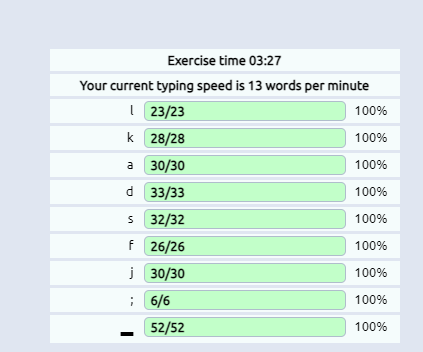 Exercise time 03:27
Your current typing speed is 13 words per minute
l 23/23 100%
k 28/28 100%
a 30/30 100%
d 33/33 100%
s 32/32 100%
f 26/26 100%
j 30/30 100%
; 6/6 100%
▂ 52/52 100%